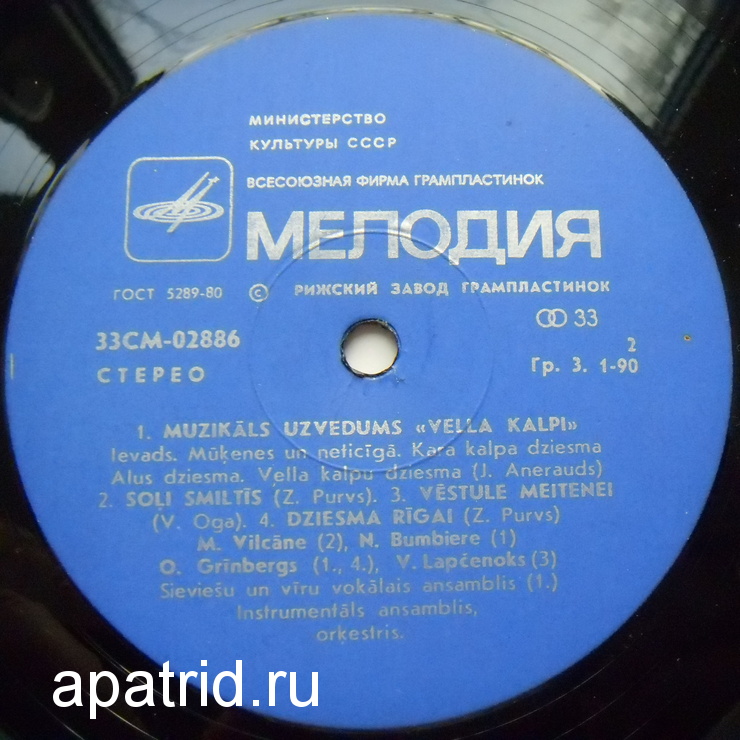 МИНИСТЕРСТВО
КУЛЬТУРЫ СССР
ВСЕСОЮЗНАЯ ФИРМА ГРАМПЛАСТИНОК
МЕЛОДИЯ
ГОСТ 5289-80 © РИЖСКИЙ ЗАВОД ГРАМПЛАСТИНОК
33СМ-02886
33
СТЕРЕО
2
Гр. 3. 1-90
1. MUZIKĀLS UZVEDUMS «VELLA KALPI»
Ievads. Mūķenes un neticīgā. Kara kalpa dziesma
Alus dziesma. Vella kalpu dziesma (J. Anerauds)
2. SOĻI SMILTĪS (Z. Purvs). 3. VĒSTULE MEITENEI
(V. Oga). 4. DZIESMA RĪGAI (Z. Purvs)
M. Vilcāne (2), N. Bumbiere (1)
O. Grīnbergs (1., 4.), V. Lapčenoks (3)
Sieviešu un vīru vokālais ansamblis (1.)
Instrumentāls ansamblis,
orķestris.
apatrid.ru